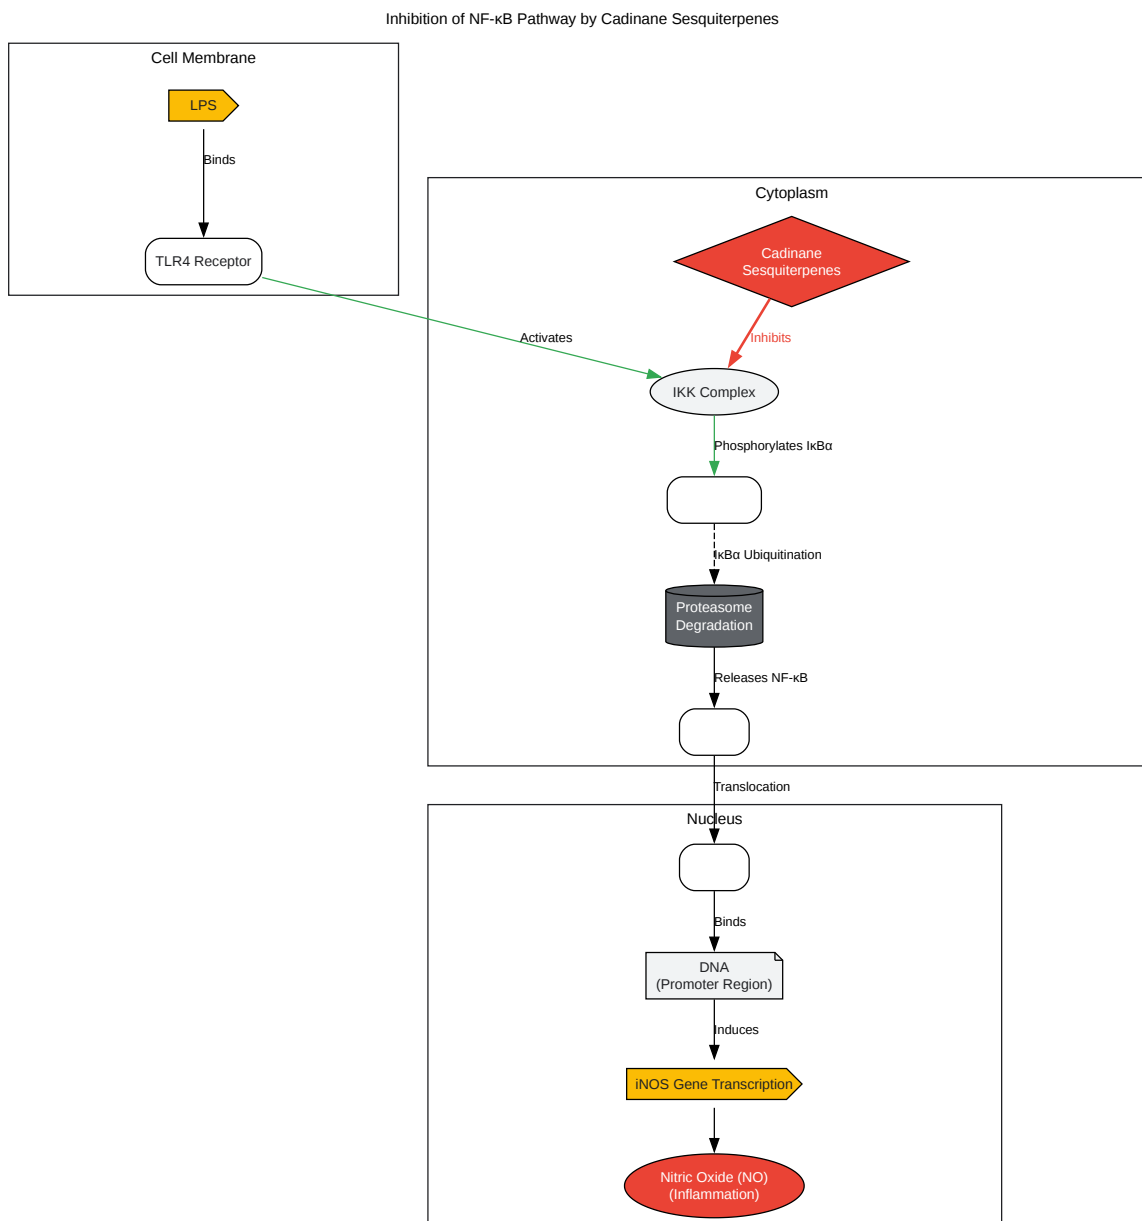 Inhibition of NF-κB Pathway by Cadinane Sesquiterpenes
Cell Membrane
LPS
Binds
TLR4 Receptor
Cytoplasm
Cadinane
Sesquiterpenes
Activates
Inhibits
IKK Complex
Phosphorylates IκBα
IκBα Ubiquitination
Proteasome
Degradation
Releases NF-κB
Translocation
Nucleus
Binds
DNA
(Promoter Region)
Induces
iNOS Gene Transcription
Nitric Oxide (NO)
(Inflammation)